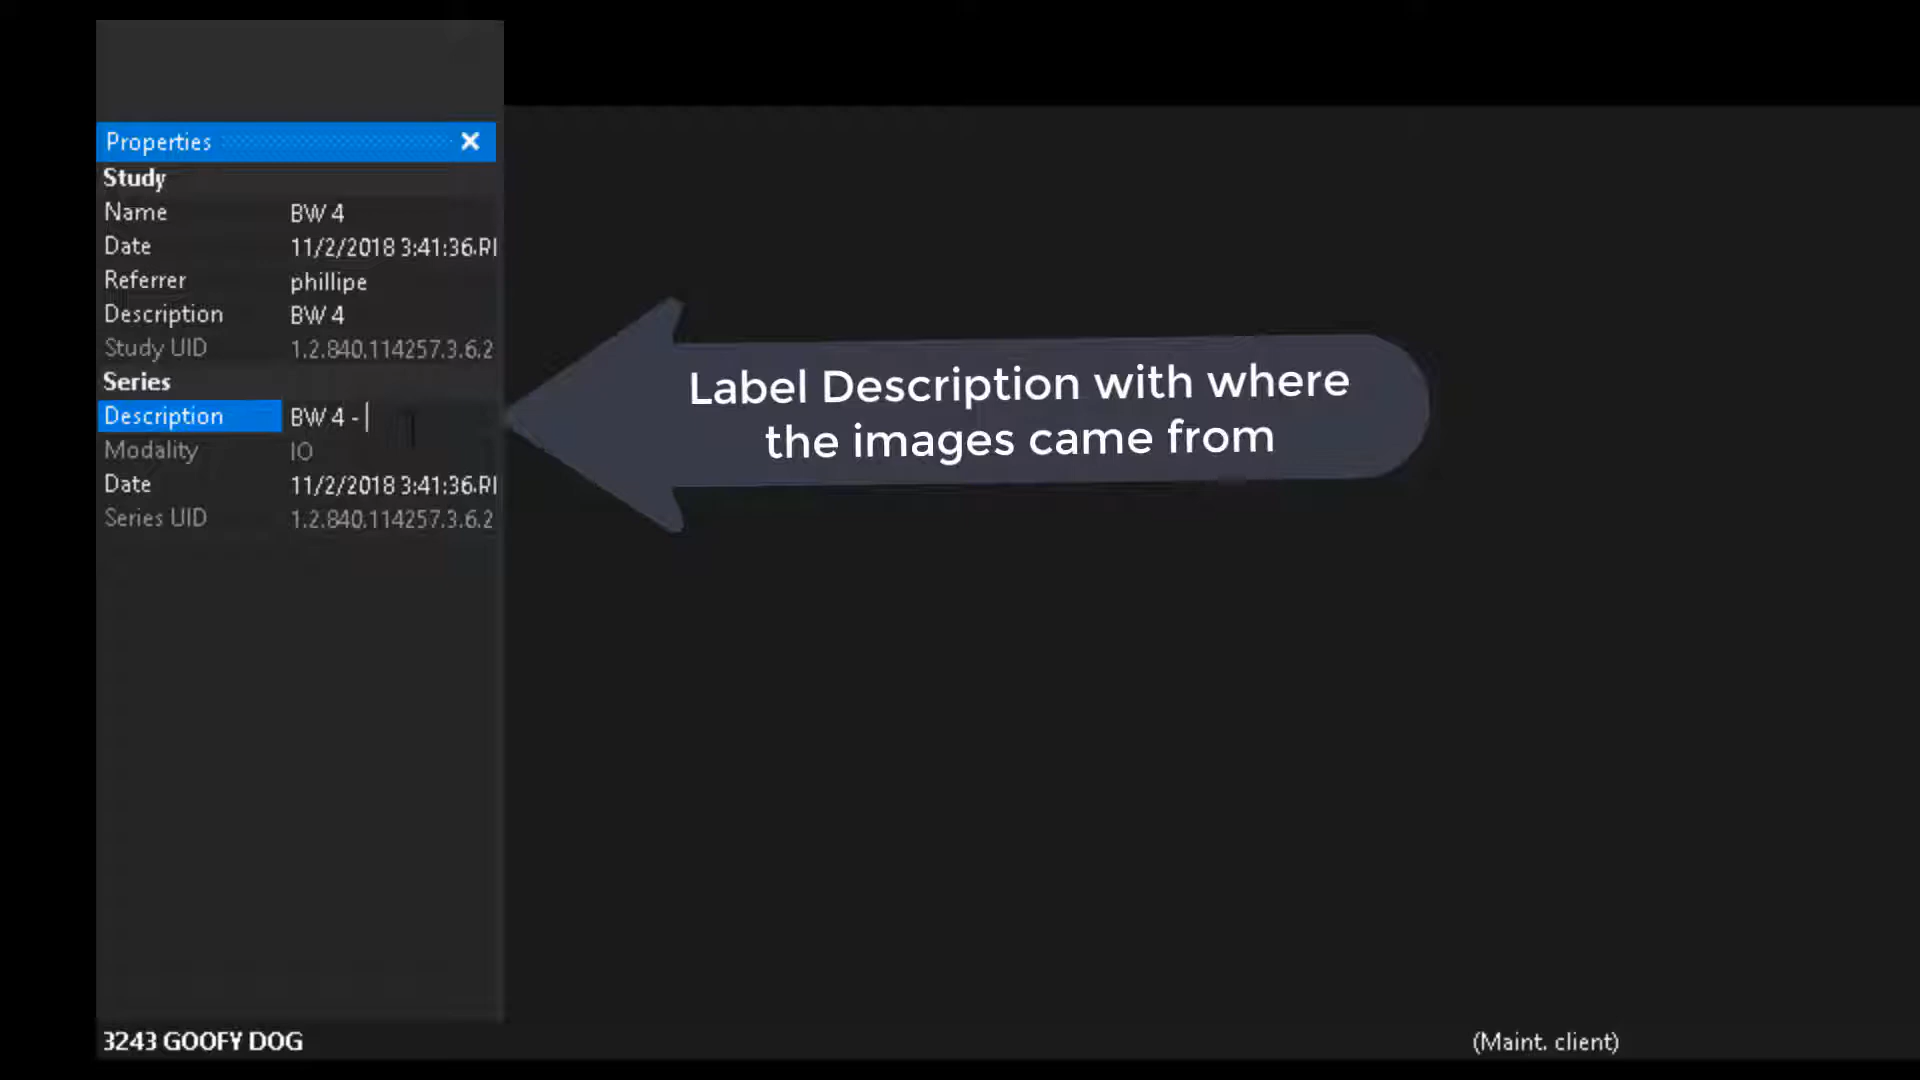 Properties
Study
Name BW 4
Date 11/2/2018 3:41:36.PI
Referrer phillipe
Description BW 4
Study UID 1.2.840.114257.3.6.2
Series
Description BW 4 -
Modality IO
Date 11/2/2018 3:41:36.PI
Series UID 1.2.840.114257.3.6.2
Label Description with where
the images came from
3243 GOOFY DOG
(Maint. client)